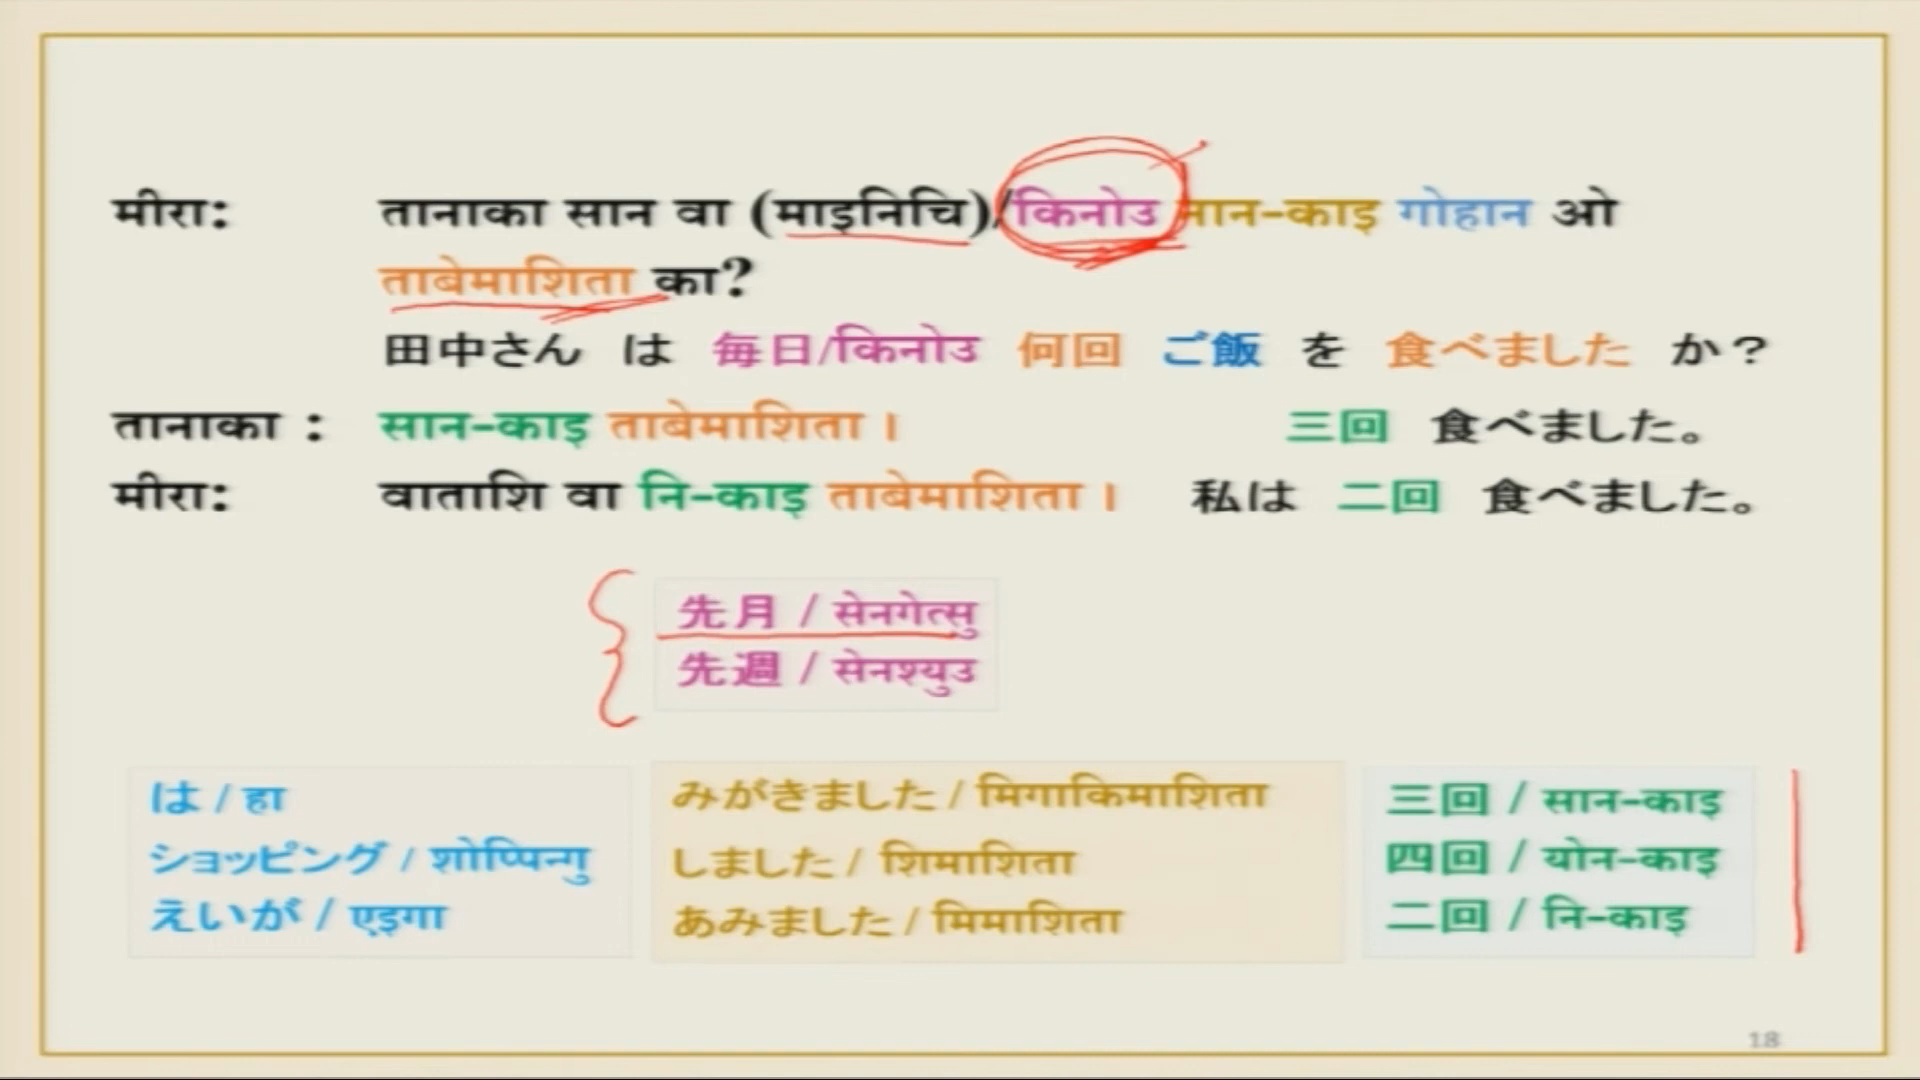 मीरा: तानाका सान वा (माइनिचि)/किनोउ नान-काइ गोहान ओ
ताबेमाशिता का?
田中さん は 毎日/किनोउ 何回 ご飯 を 食べました か？
तानाका : सान-काइ ताबेमाशिता । 三回 食べました。
मीरा: वाताशि वा नि-काइ ताबेमाशिता । 私は 二回 食べました。
先月 / सेनगेत्सु
先週 / सेनश्युउ
は / हा
ショッピング / शोप्पिन्गु
えいが / एइगा
みがきました / मिगाकिमाशिता
しました / शिमाशिता
あみました / मिमाशिता
三回 / सान-काइ
四回 / योन-काइ
二回 / नि-काइ
18